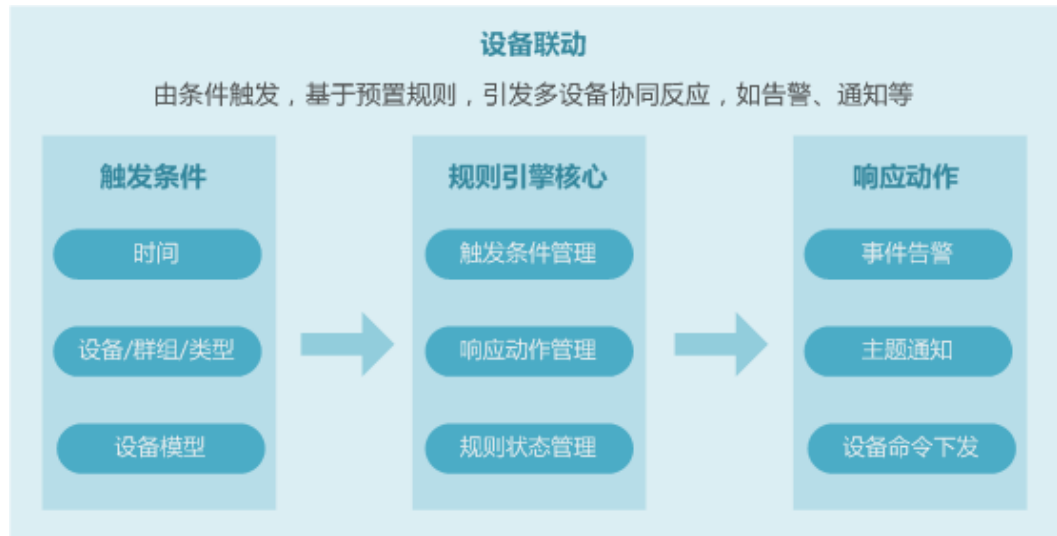 设备联动
由条件触发，基于预置规则，引发多设备协同反应，如告警、通知等
触发条件
时间
设备/群组/类型
设备模型
规则引擎核心
触发条件管理
响应动作管理
规则状态管理
响应动作
事件告警
主题通知
设备命令下发